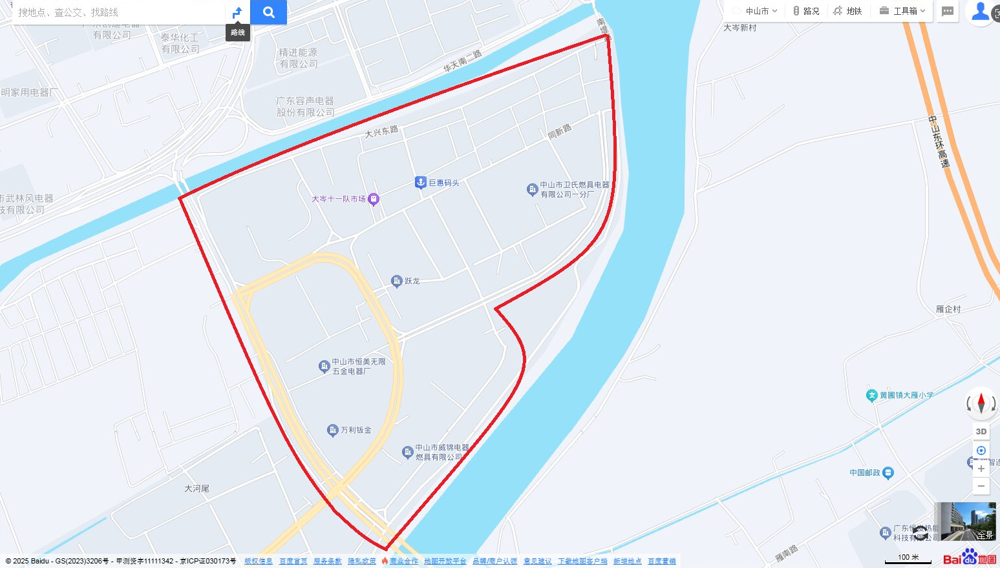 搜地点、查公交、找路线
路线
中山市
路况
地铁
工具箱
有限公司
泰华化工
有限公司
精进能源
有限公司
华天南二路
大岑新村
明家用电器厂
广东容声电器
股份有限公司
大兴东路
同新路
中山东环高速
市武林风电器
技有限公司
巨惠码头
大岑十一队市场
中山市卫氏燃具电器
有限公司一分厂
跃龙
雁企村
中山市恒美无限
五金电器厂
黄圃镇大雁小学
万利钣金
中山市威锦电器
燃具有限公司
3D
大河尾
中国邮政
广东恒发热能
科技有限公司
全景
雁南路
100 米
Bai 地图
© 2025 Baidu - GS(2023)3206号 - 甲测资字11111342 - 京ICP证030173号 版权信息 百度首页 服务条款 隐私政策 商业合作 地图开放平台 品牌/商户认领 意见建议 下载地图客户端 新增地点 百度营销